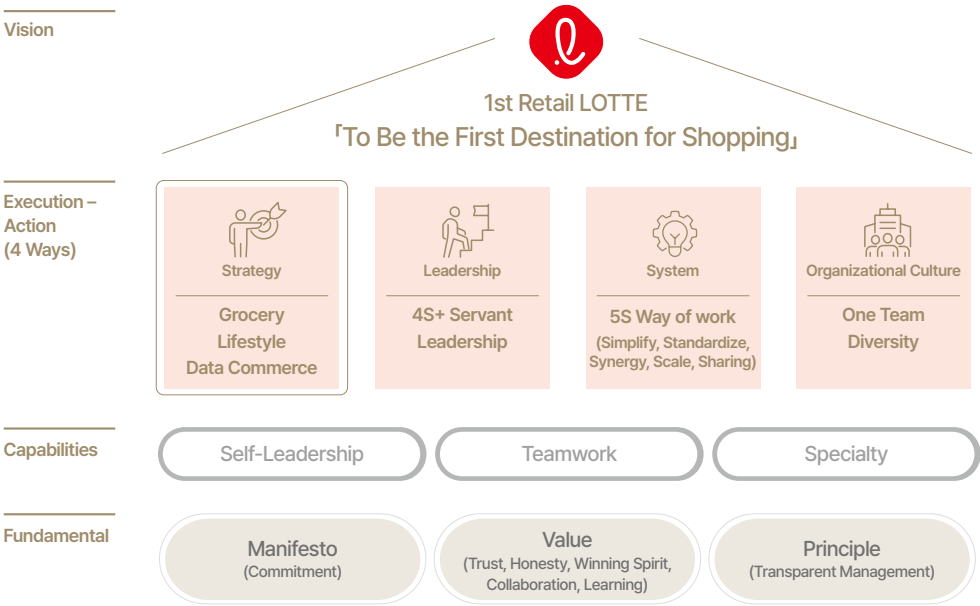 Vision
1st Retail LOTTE
「To Be the First Destination for Shopping」
Execution –
Action
(4 Ways)
Strategy
Grocery
Lifestyle
Data Commerce
Leadership
4S+ Servant
Leadership
System
5S Way of work
(Simplify, Standardize,
Synergy, Scale, Sharing)
Organizational Culture
One Team
Diversity
Capabilities
Self-Leadership
Teamwork
Specialty
Fundamental
Manifesto
(Commitment)
Value
(Trust, Honesty, Winning Spirit,
Collaboration, Learning)
Principle
(Transparent Management)